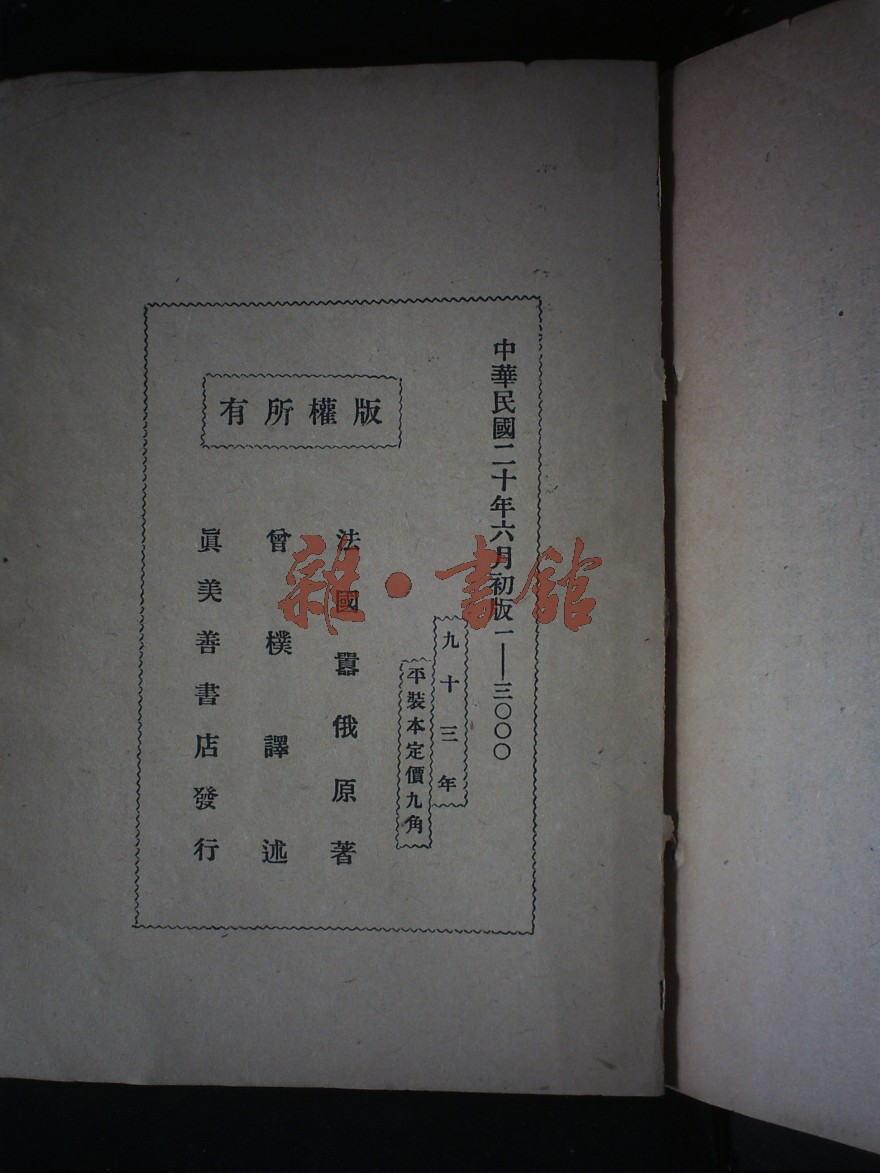 中華民國二十年六月初版一——三〇〇〇
九十三年
平裝本定價九角
版權所有
法國囂俄原著
曾樸譯述
眞美善書店發行
雜·書館